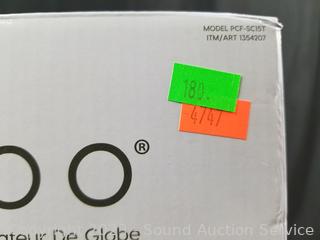 MODEL PCF-SC15T
ITM/ART 1354207
180.
4747
OO®
ateur De Globe
Sound Auction Service